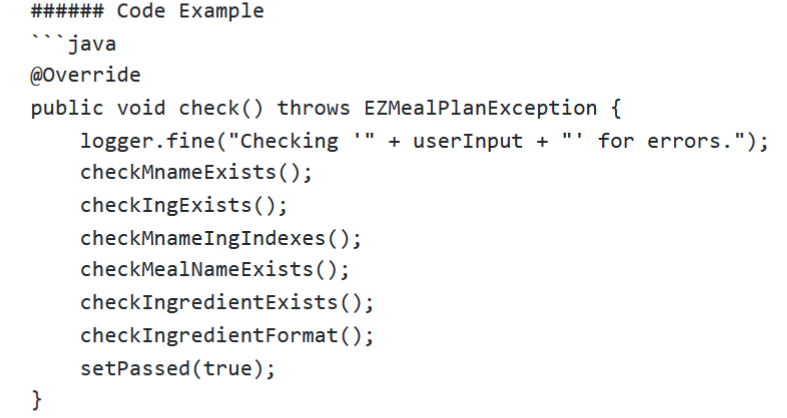 ###### Code Example
```java
@Override
public void check() throws EZMealPlanException {
    logger.fine("Checking '" + userInput + "' for errors.");
    checkMnameExists();
    checkIngExists();
    checkMnameIngIndexes();
    checkMealNameExists();
    checkIngredientExists();
    checkIngredientFormat();
    setPassed(true);
}